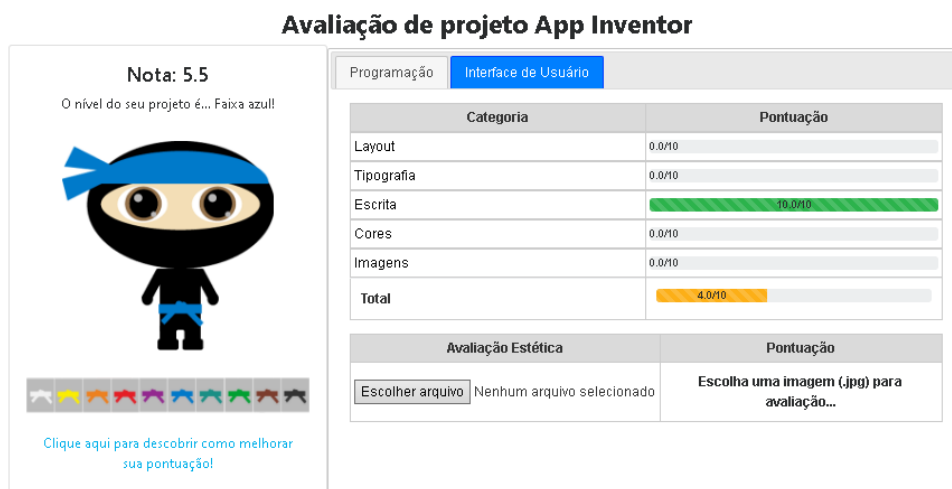 Avaliação de projeto App Inventor
Nota: 5.5
O nível do seu projeto é... Faixa azul!
Clique aqui para descobrir como melhorar
sua pontuação!
Programação Interface de Usuário
Categoria Pontuação
Layout 0.0/10
Tipografia 0.0/10
Escrita 10.0/10
Cores 0.0/10
Imagens 0.0/10
Total 4.0/10
Avaliação Estética Pontuação
Escolher arquivo Nenhum arquivo selecionado Escolha uma imagem (.jpg) para
avaliação...